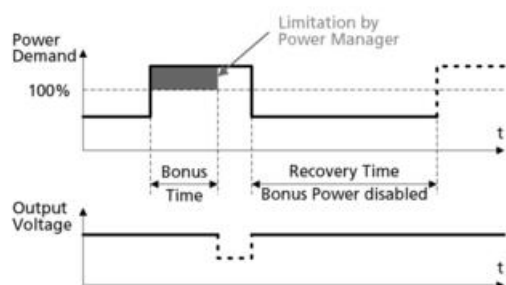 Limitation by
Power Manager
Power
Demand
100%
t
Bonus
Time
Recovery Time
Bonus Power disabled
Output
Voltage
t